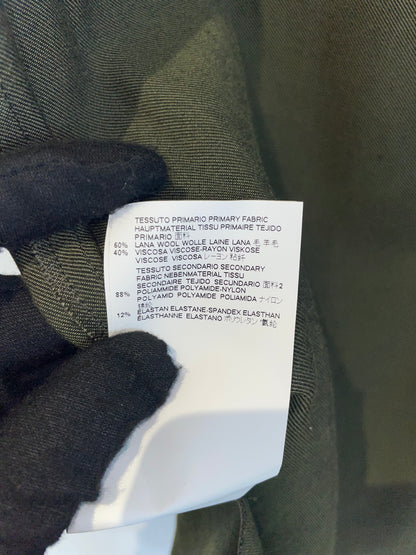 TESSUTO PRIMARIO PRIMARY FABRIC
HAUPTMATERIAL TISSU PRIMAIRE TEJIDO
PRIMARIO 面料
60% LANA WOOL WOLLE LAINE LANA 毛 羊毛
40% VISCOSA VISCOSE-RAYON VISKOSE
VISCOSE VISCOSA レーヨン 粘纤
TESSUTO SECONDARIO SECONDARY
FABRIC NEBENMATERIAL TISSU
SECONDAIRE TEJIDO SECUNDARIO 面料2
88% POLIAMMIDE POLYAMIDE-NYLON
POLYAMID POLYAMIDE POLIAMIDA ナイロン
锦纶
12% ELASTAN ELASTANE-SPANDEX ELASTHAN
ÉLASTHANNE ELASTANO ポリウレタン 氨纶